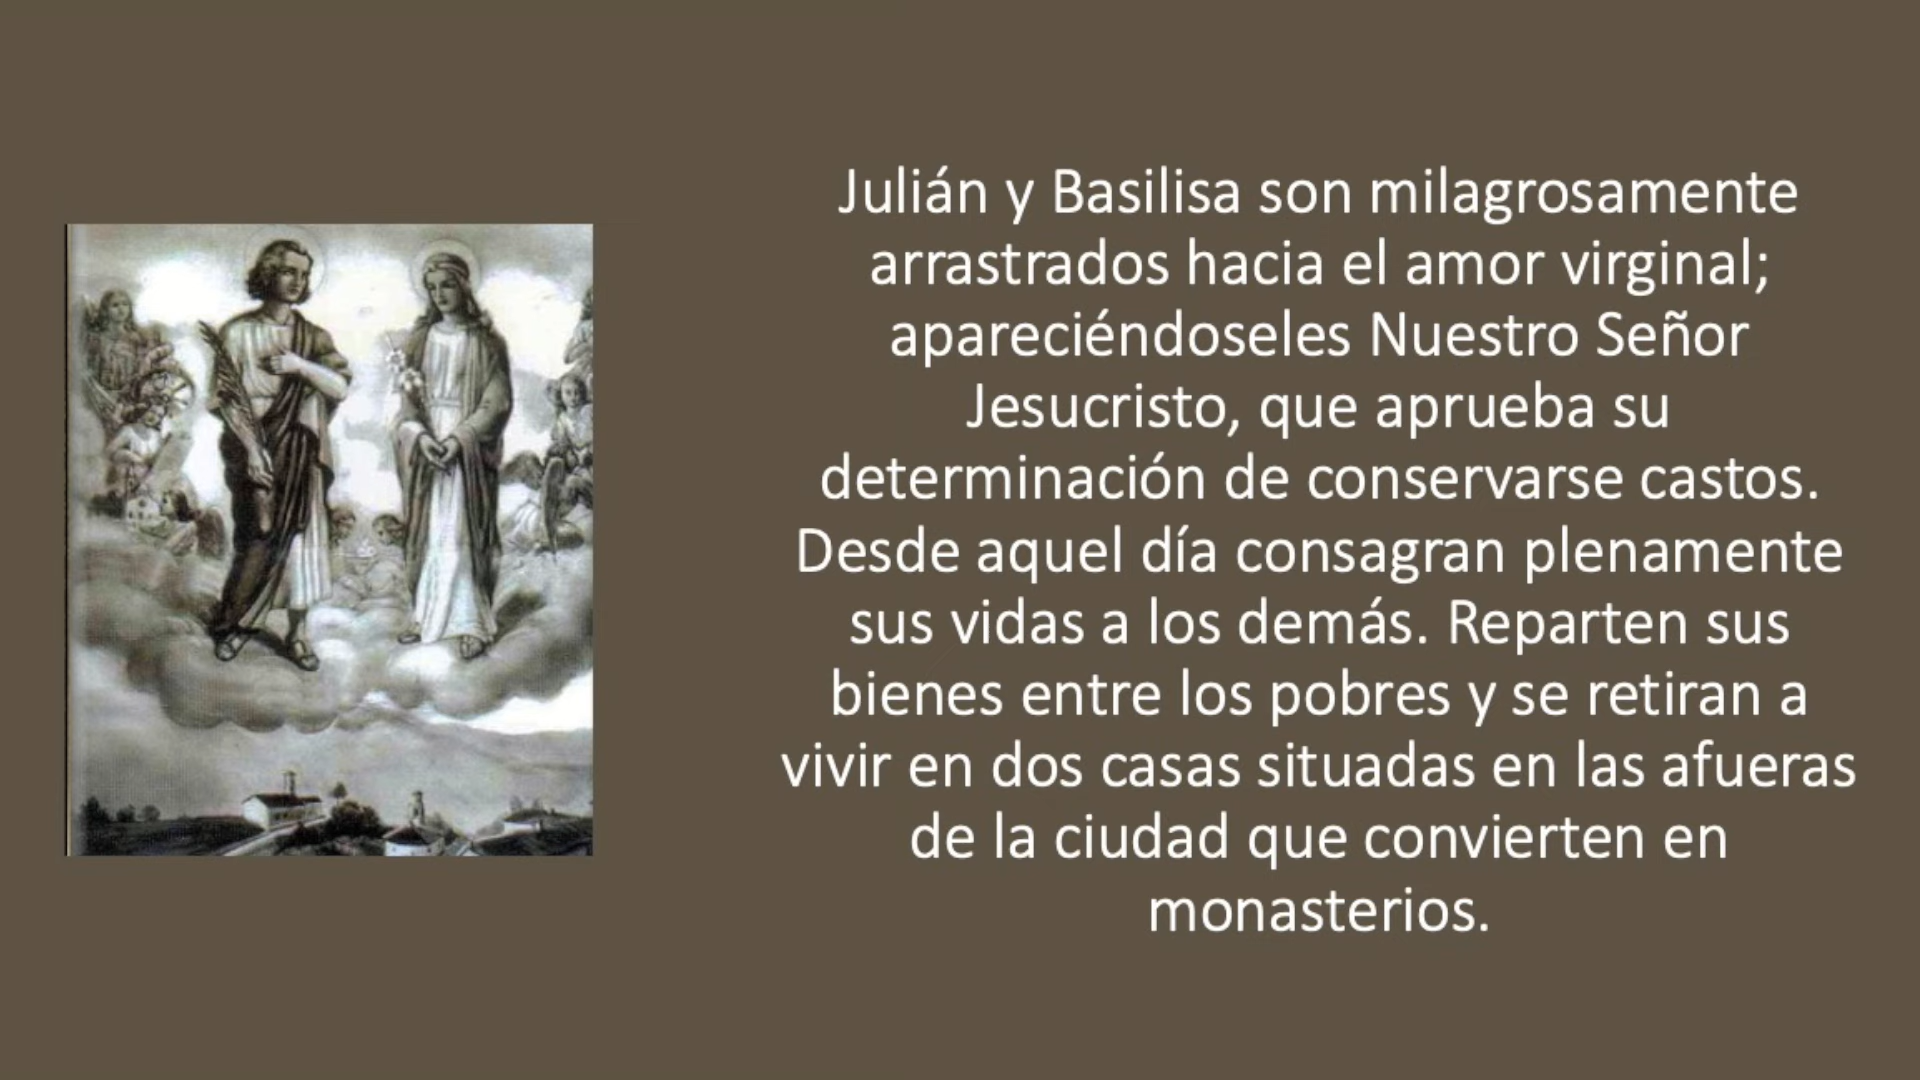 Julián y Basilisa son milagrosamente
arrastrados hacia el amor virginal;
apareciéndoseles Nuestro Señor
Jesucristo, que aprueba su
determinación de conservarse castos.
Desde aquel día consagran plenamente
sus vidas a los demás. Reparten sus
bienes entre los pobres y se retiran a
vivir en dos casas situadas en las afueras
de la ciudad que convierten en
monasterios.